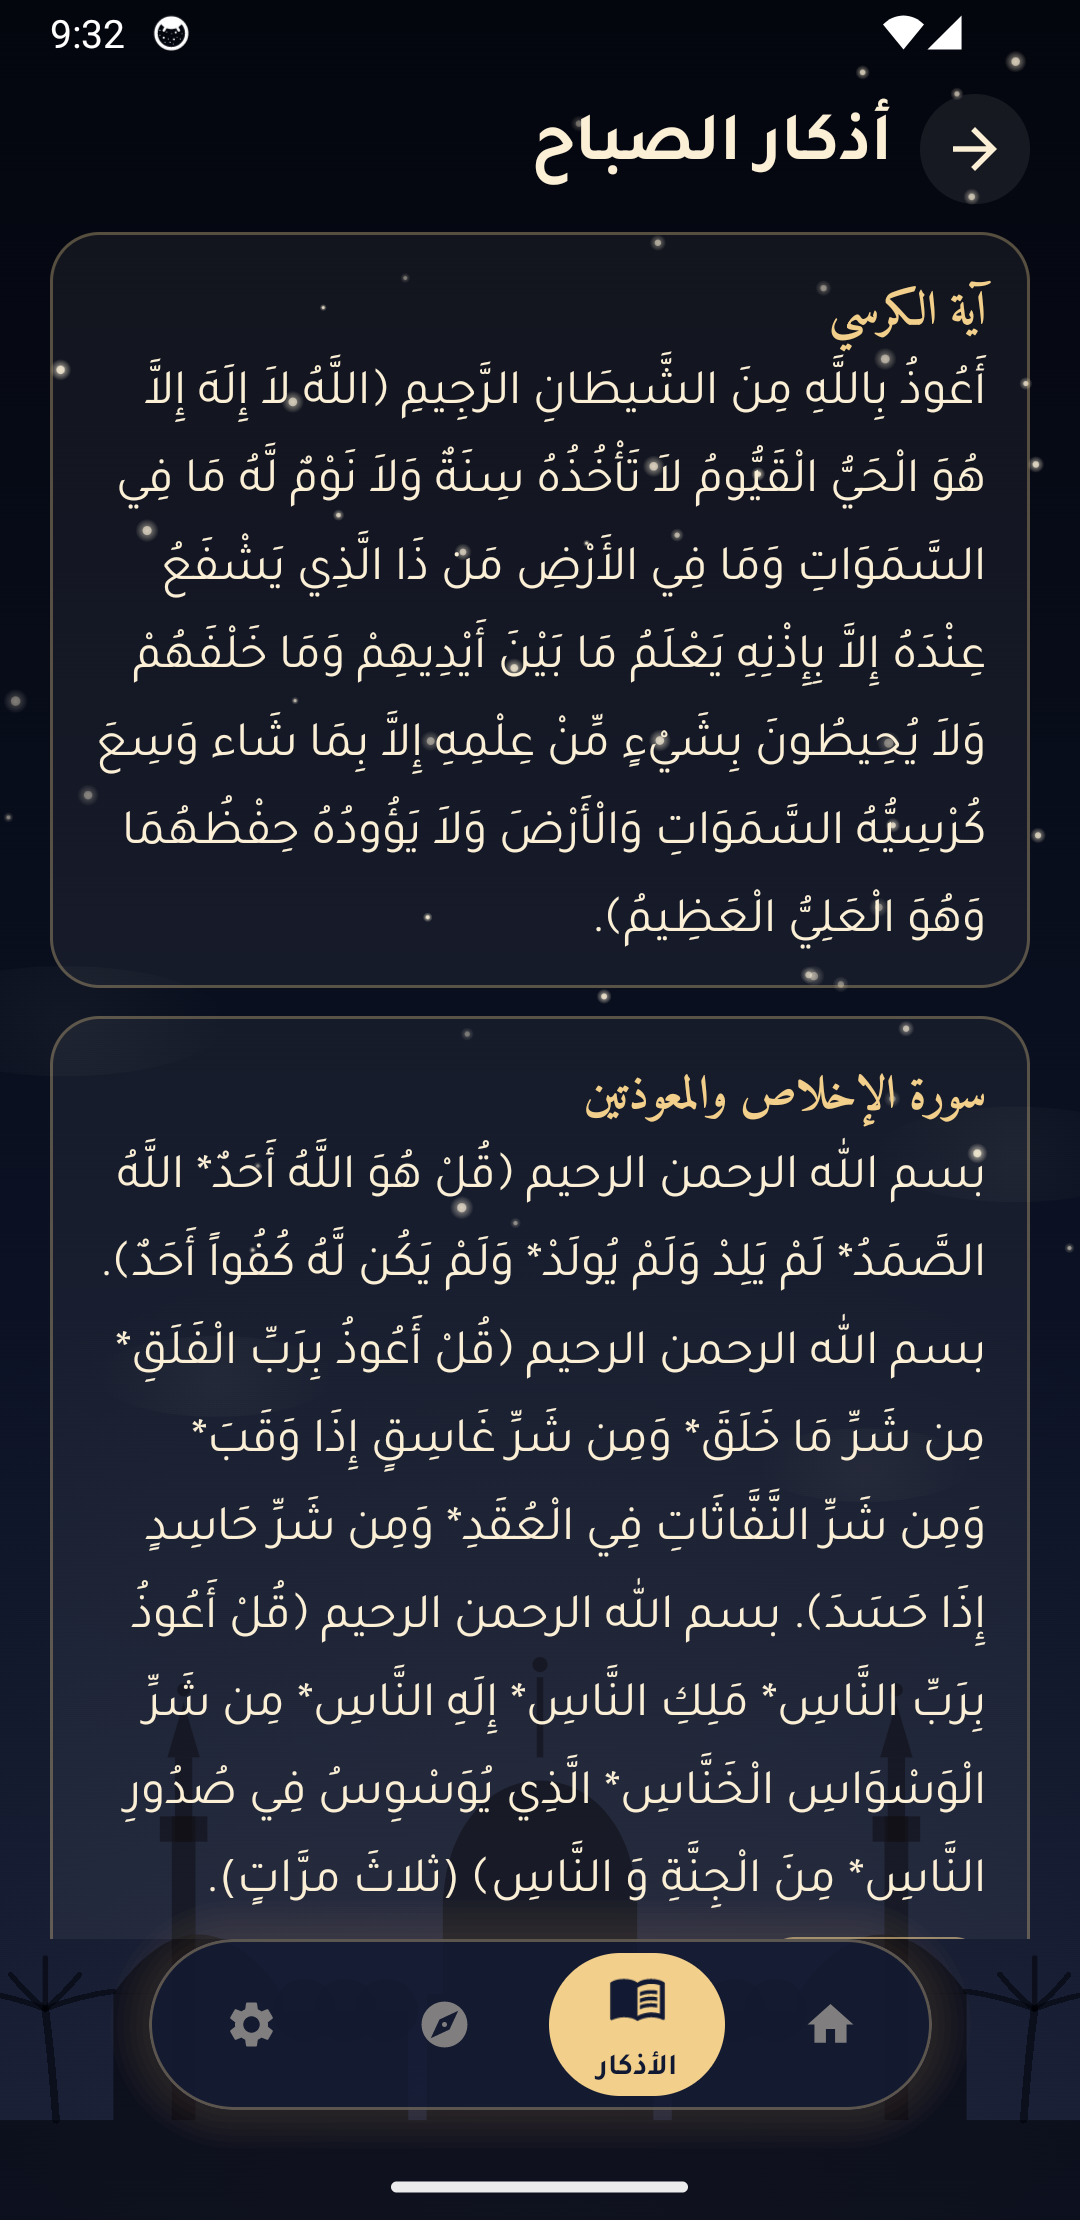 9:32
أذكار الصباح
آية الكرسي
أَعُوذُ بِاللَّهِ مِنَ الشَّيطَانِ الرَّجِيمِ (اللَّهُ لاَ إِلَهَ إِلاَّ
هُوَ الْحَيُّ الْقَيُّومُ لاَ تَأْخُذُهُ سِنَةٌ وَلاَ نَوْمٌ لَّهُ مَا فِي
السَّمَوَاتِ وَمَا فِي الأَرْضِ مَن ذَا الَّذِي يَشْفَعُ
عِنْدَهُ إِلاَّ بِإِذْنِهِ يَعْلَمُ مَا بَيْنَ أَيْدِيهِمْ وَمَا خَلْفَهُمْ
وَلاَ يُحِيطُونَ بِشَيْءٍ مِّنْ عِلْمِهِ إِلاَّ بِمَا شَاء وَسِعَ
كُرْسِيُّهُ السَّمَوَاتِ وَالْأَرْضَ وَلاَ يَؤُودُهُ حِفْظُهُمَا
وَهُوَ الْعَلِيُّ الْعَظِيمُ).
سورة الإخلاص والمعوذتين
بسم الله الرحمن الرحيم (قُلْ هُوَ اللَّهُ أَحَدٌ* اللَّهُ
الصَّمَدُ* لَمْ يَلِدْ وَلَمْ يُولَدْ* وَلَمْ يَكُن لَّهُ كُفُواً أَحَدٌ).
بسم الله الرحمن الرحيم (قُلْ أَعُوذُ بِرَبِّ الْفَلَقِ*
مِن شَرِّ مَا خَلَقَ* وَمِن شَرِّ غَاسِقٍ إِذَا وَقَبَ*
وَمِن شَرِّ النَّفَّاثَاتِ فِي الْعُقَدِ* وَمِن شَرِّ حَاسِدٍ
إِذَا حَسَدَ). بسم الله الرحمن الرحيم (قُلْ أَعُوذُ
بِرَبِّ النَّاسِ* مَلِكِ النَّاسِ* إِلَهِ النَّاسِ* مِن شَرِّ
الْوَسْوَاسِ الْخَنَّاسِ* الَّذِي يُوَسْوِسُ فِي صُدُورِ
النَّاسِ* مِنَ الْجِنَّةِ وَ النَّاسِ) (ثلاثَ مرَّاتٍ).
الأذكار